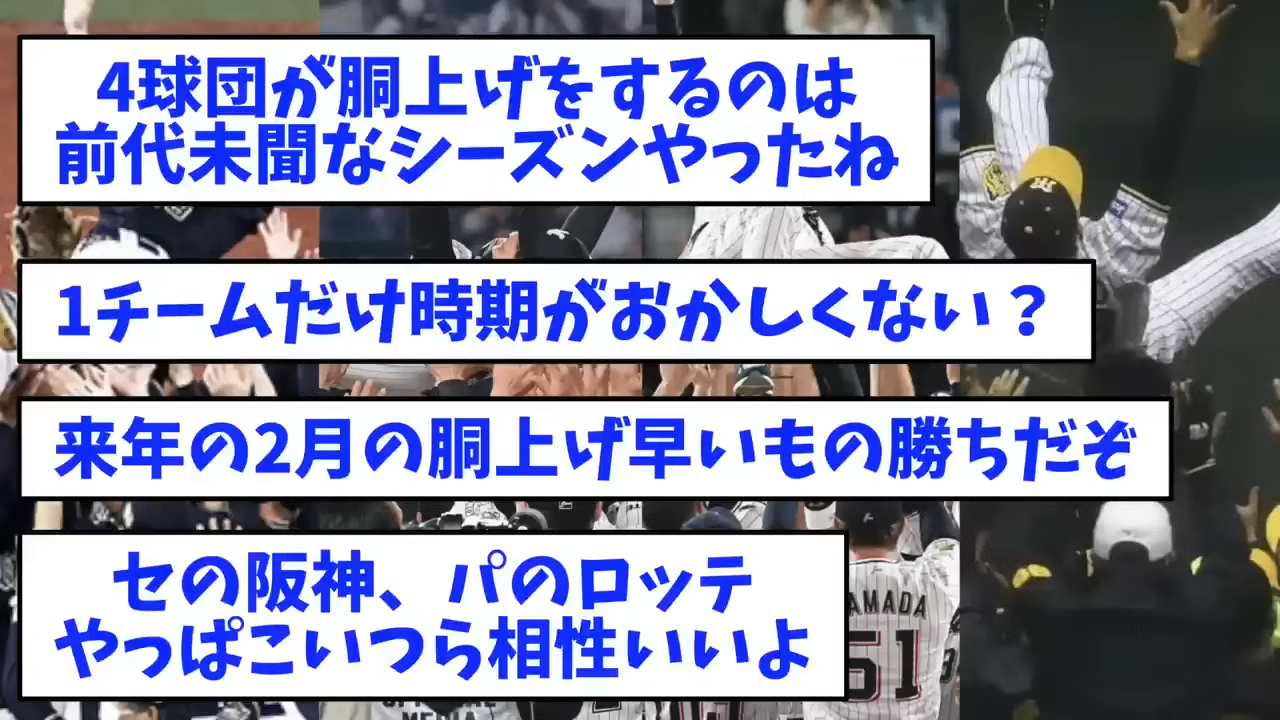 4球団が胴上げをするのは
前代未聞なシーズンやったね
1チームだけ時期がおかしくない？
来年の2月の胴上げ早いもの勝ちだぞ
セの阪神、パのロッテ
やっぱこいつら相性いいよ
AMADA
51
MEDIA